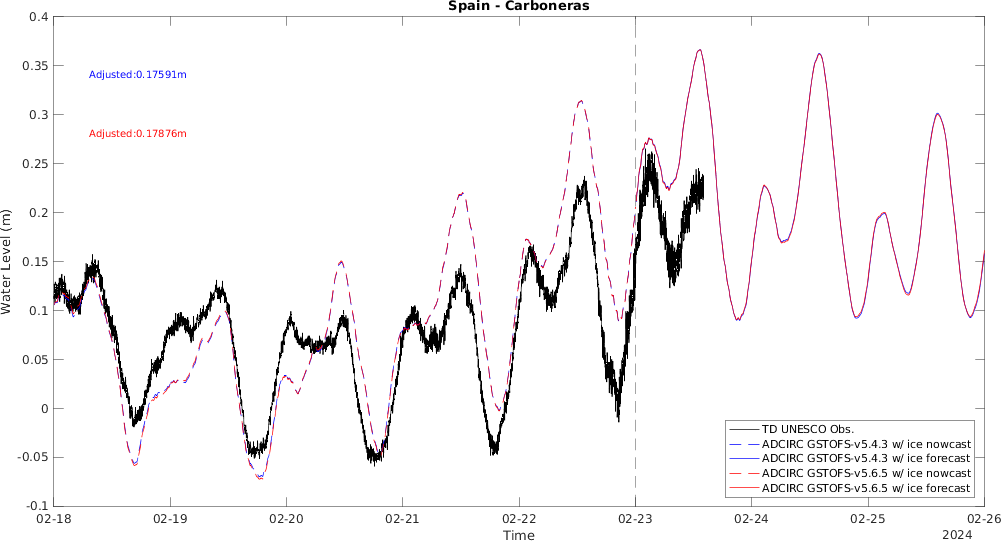 Spain - Carboneras
0.4
0.35
0.3
0.25
0.2
0.15
0.1
0.05
0
-0.05
-0.1
Water Level (m)
Adjusted:0.17591m
Adjusted:0.17876m
TD UNESCO Obs.
ADCIRC GSTOFS-v5.4.3 w/ ice nowcast
ADCIRC GSTOFS-v5.4.3 w/ ice forecast
ADCIRC GSTOFS-v5.6.5 w/ ice nowcast
ADCIRC GSTOFS-v5.6.5 w/ ice forecast
02-18 02-19 02-20 02-21 02-22 02-23 02-24 02-25 02-26
Time
2024